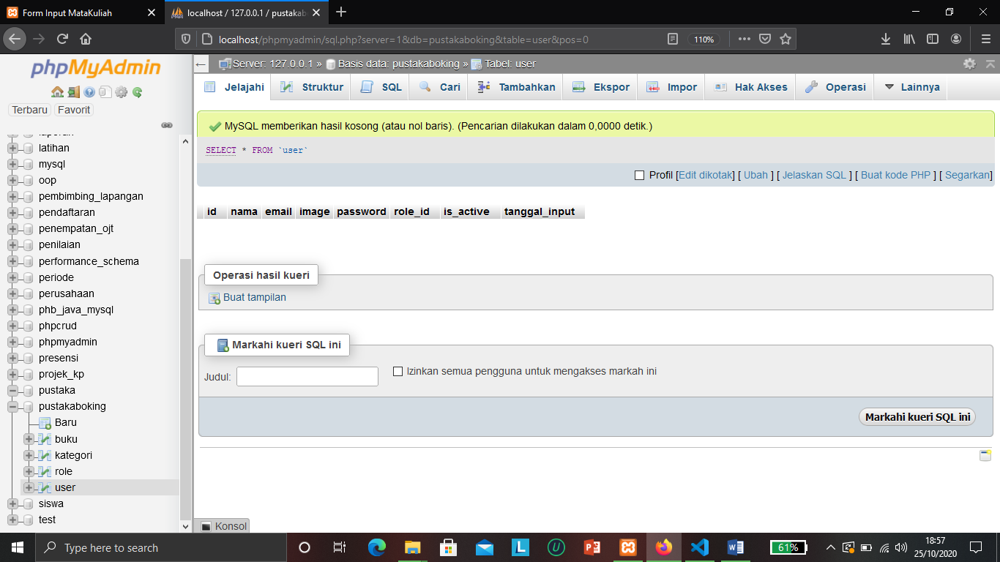 Form Input MataKuliah
localhost / 127.0.0.1 / pustakab
localhost/phpmyadmin/sql.php?server=1&db=pustakaboking&table=user&pos=0
110%
phpMyAdmin
Terbaru Favorit
laporan
latihan
mysql
oop
pembimbing_lapangan
pendaftaran
penempatan_ojt
penilaian
performance_schema
periode
perusahaan
phb_java_mysql
phpcrud
phpmyadmin
presensi
projek_kp
pustaka
pustakaboking
Baru
buku
kategori
role
user
siswa
test
Server: 127.0.0.1 » Basis data: pustakaboking » Tabel: user
Jelajahi Struktur SQL Cari Tambahkan Ekspor Impor Hak Akses Operasi Lainnya
MySQL memberikan hasil kosong (atau nol baris). (Pencarian dilakukan dalam 0,0000 detik.)
SELECT * FROM `user`
Profil [Edit dikotak] [ Ubah ] [ Jelaskan SQL ] [ Buat kode PHP ] [ Segarkan]
id nama email image password role_id is_active tanggal_input
Operasi hasil kueri
Buat tampilan
Markahi kueri SQL ini
Judul:
Izinkan semua pengguna untuk mengakses markah ini
Markahi kueri SQL ini
Konsol
Type here to search
61%
18:57
25/10/2020